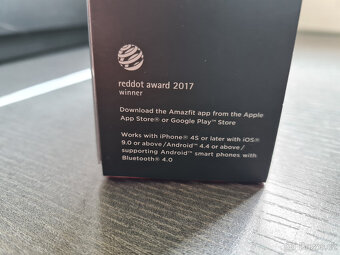 reddot award 2017
winner
Download the Amazfit app from the Apple
App Store® or Google Play™ Store
Works with iPhone® 4S or later with iOS®
9.0 or above/Android™ 4.4 or above/
supporting Android™ smart phones with
Bluetooth® 4.0